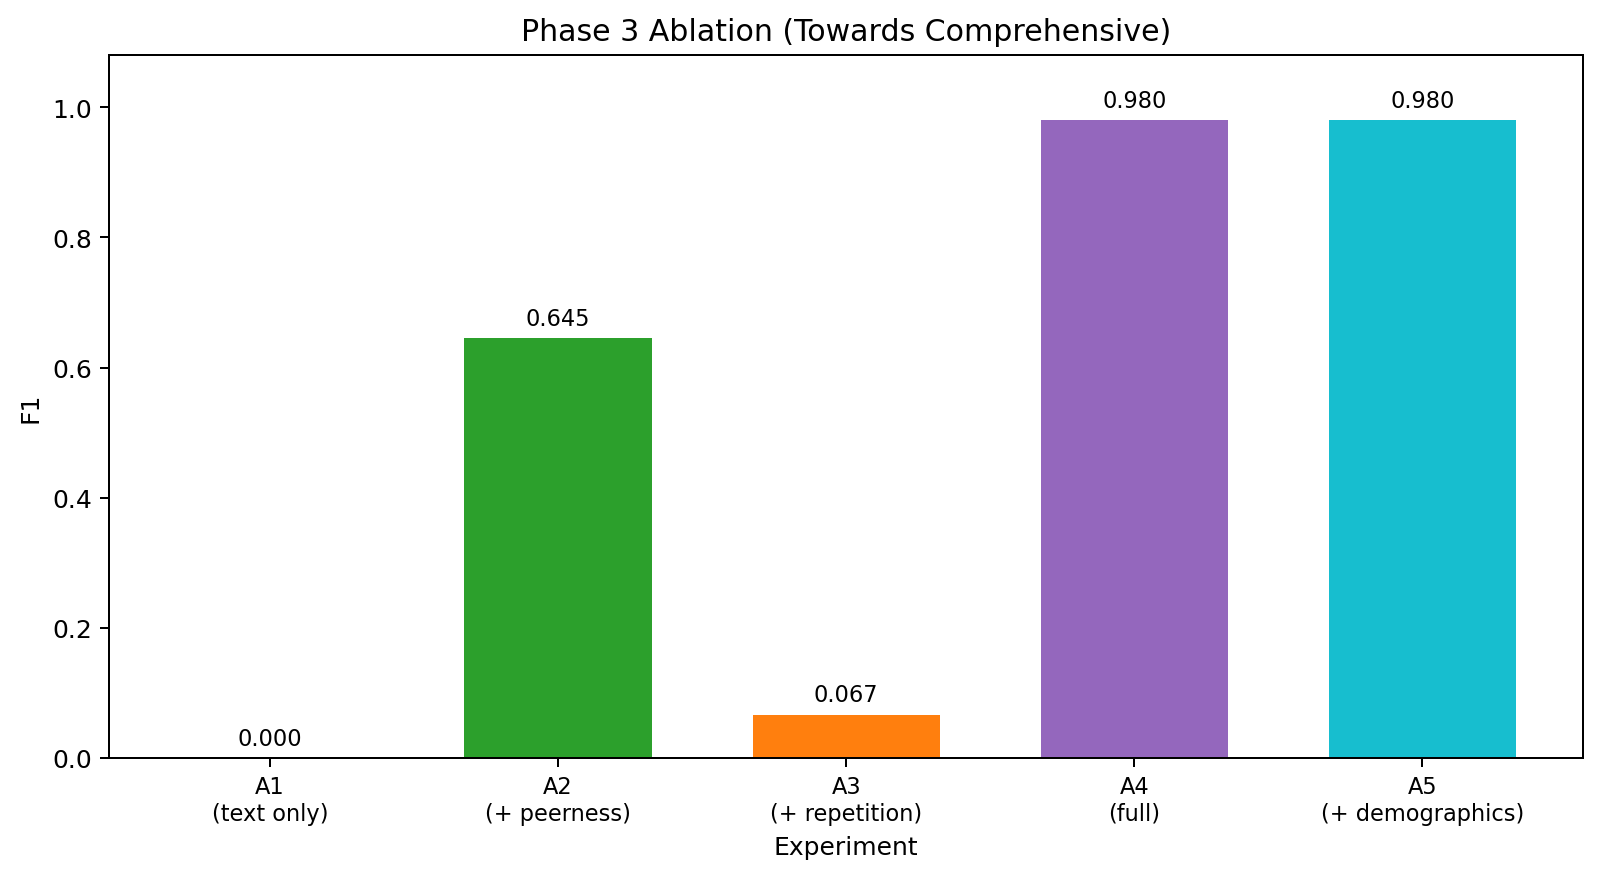 Phase 3 Ablation (Towards Comprehensive)
F1
1.0
0.8
0.6
0.4
0.2
0.0
0.000
0.645
0.067
0.980
0.980
A1
(text only)
A2
(+ peerness)
A3
(+ repetition)
A4
(full)
A5
(+ demographics)
Experiment